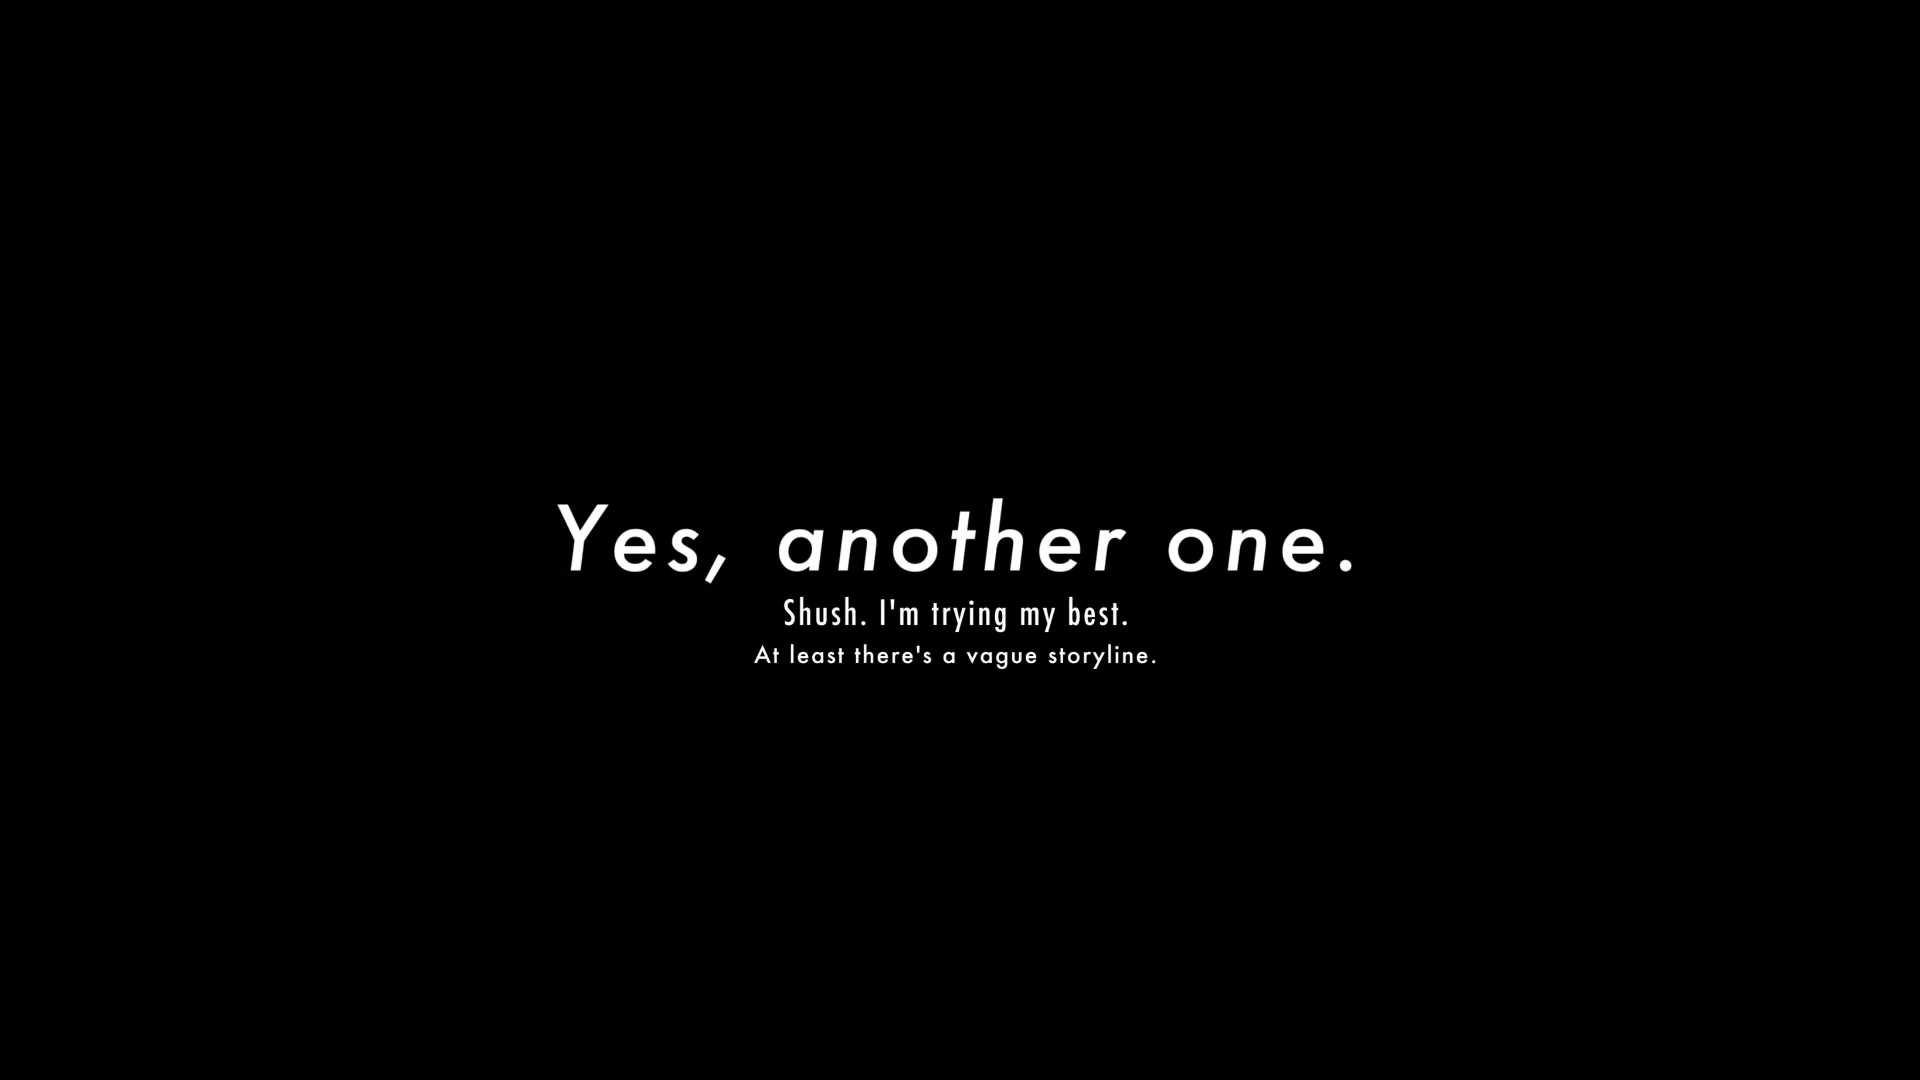 Yes, another one.
Shush. I'm trying my best.
At least there's a vague storyline.